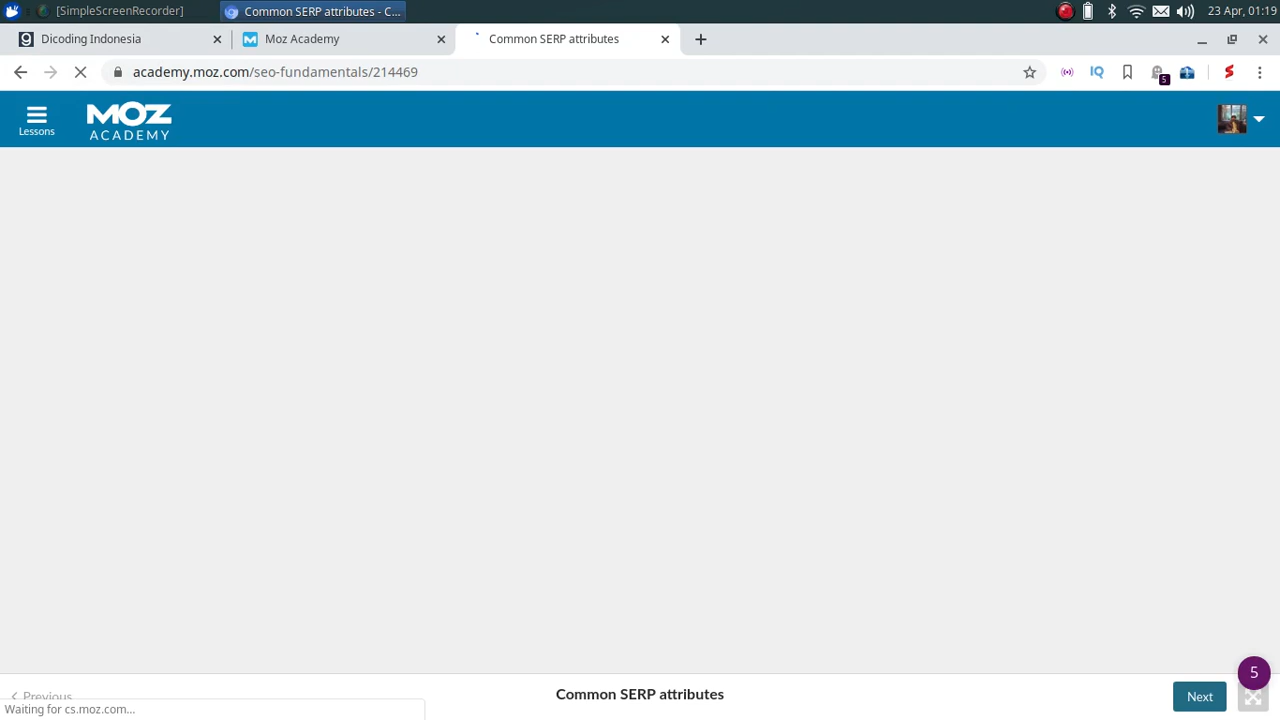 [SimpleScreenRecorder]
Common SERP attributes - C...
23 Apr, 01:19
Dicoding Indonesia
Moz Academy
Common SERP attributes
academy.moz.com/seo-fundamentals/214469
IQ
5
Lessons
MOZ
ACADEMY
5
Previous
Common SERP attributes
Next
Waiting for cs.moz.com...